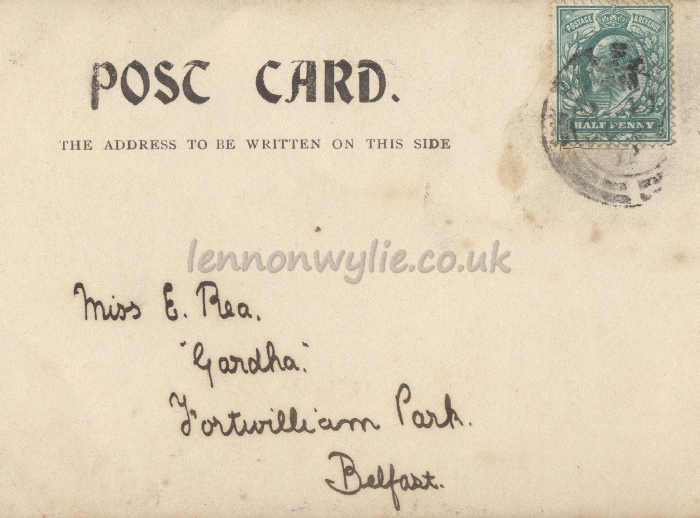 POSTAGE & REVENUE
HALF PENNY
POST CARD.
THE ADDRESS TO BE WRITTEN ON THIS SIDE
lennonwylie.co.uk
Miss E. Rea.
"Gardha."
Fortwilliam Park.
Belfast.